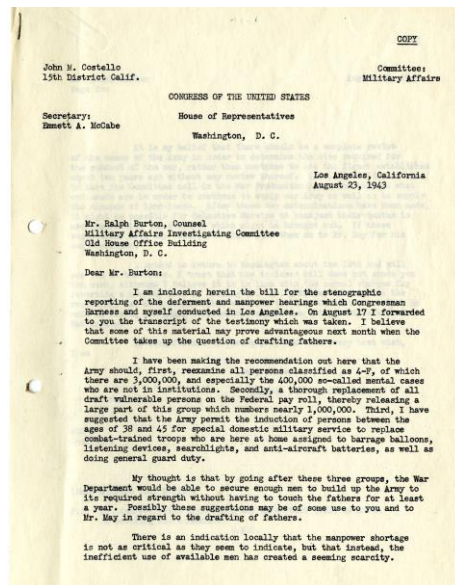 COPY
John M. Costello
15th District Calif.
Committee:
Military Affairs
CONGRESS OF THE UNITED STATES
Secretary:
Emmett A. McCabe
House of Representatives
Washington, D. C.
Los Angeles, California
August 23, 1943
Mr. Ralph Burton, Counsel
Military Affairs Investigating Committee
Old House Office Building
Washington, D. C.
Dear Mr. Burton:
I am inclosing herein the bill for the stenographic
reporting of the deferment and manpower hearings which Congressman
Harness and myself conducted in Los Angeles. On August 17 I forwarded
to you the transcript of the testimony which was taken. I believe
that some of this material may prove advantageous next month when the
Committee takes up the question of drafting fathers.
I have been making the recommendation out here that the
Army should, first, reexamine all persons classified as 4-F, of which
there are 3,000,000, and especially the 400,000 so-called mental cases
who are not in institutions. Secondly, a thorough replacement of all
draft vulnerable persons on the Federal pay roll, thereby releasing a
large part of this group which numbers nearly 1,000,000. Third, I have
suggested that the Army permit the induction of persons between the
ages of 38 and 45 for special domestic military service to replace
combat-trained troops who are here at home assigned to barrage balloons,
listening devices, searchlights, and anti-aircraft batteries, as well as
doing general guard duty.
My thought is that by going after these three groups, the War
Department would be able to secure enough men to build up the Army to
its required strength without having to touch the fathers for at least
a year. Possibly these suggestions may be of some use to you and to
Mr. May in regard to the drafting of fathers.
There is an indication locally that the manpower shortage
is not as critical as they seem to indicate, but that instead, the
inefficient use of available men has created a seeming scarcity.